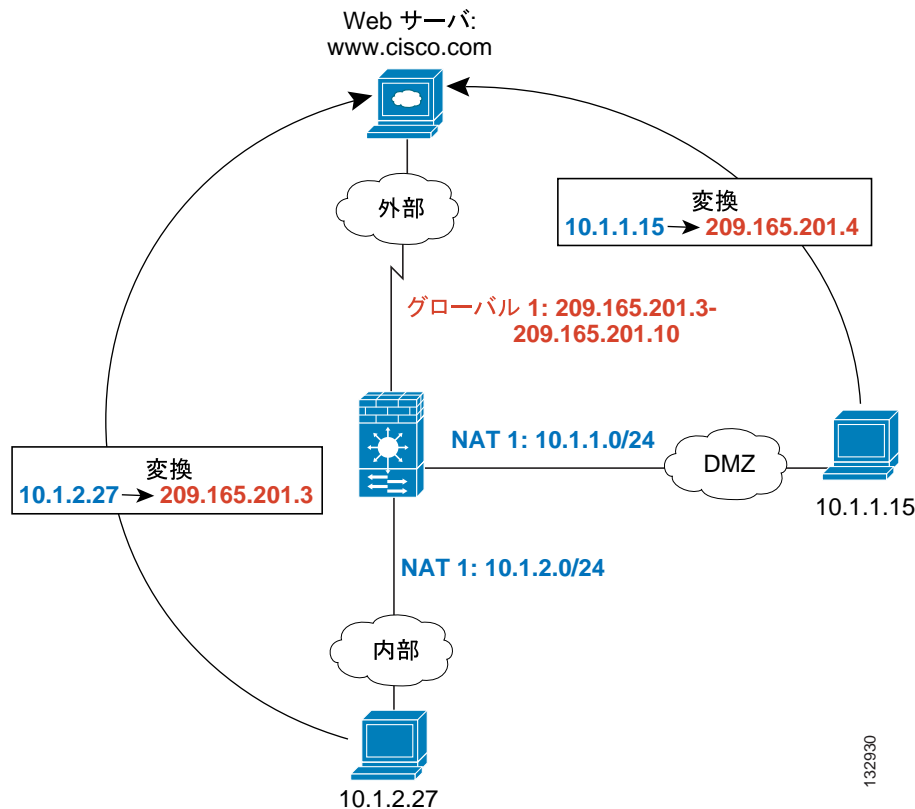 Web サーバ:
www.cisco.com
外部
変換
10.1.1.15 → 209.165.201.4
グローバル 1: 209.165.201.3-
209.165.201.10
NAT 1: 10.1.1.0/24
DMZ
10.1.1.15
変換
10.1.2.27 → 209.165.201.3
NAT 1: 10.1.2.0/24
内部
10.1.2.27
132930